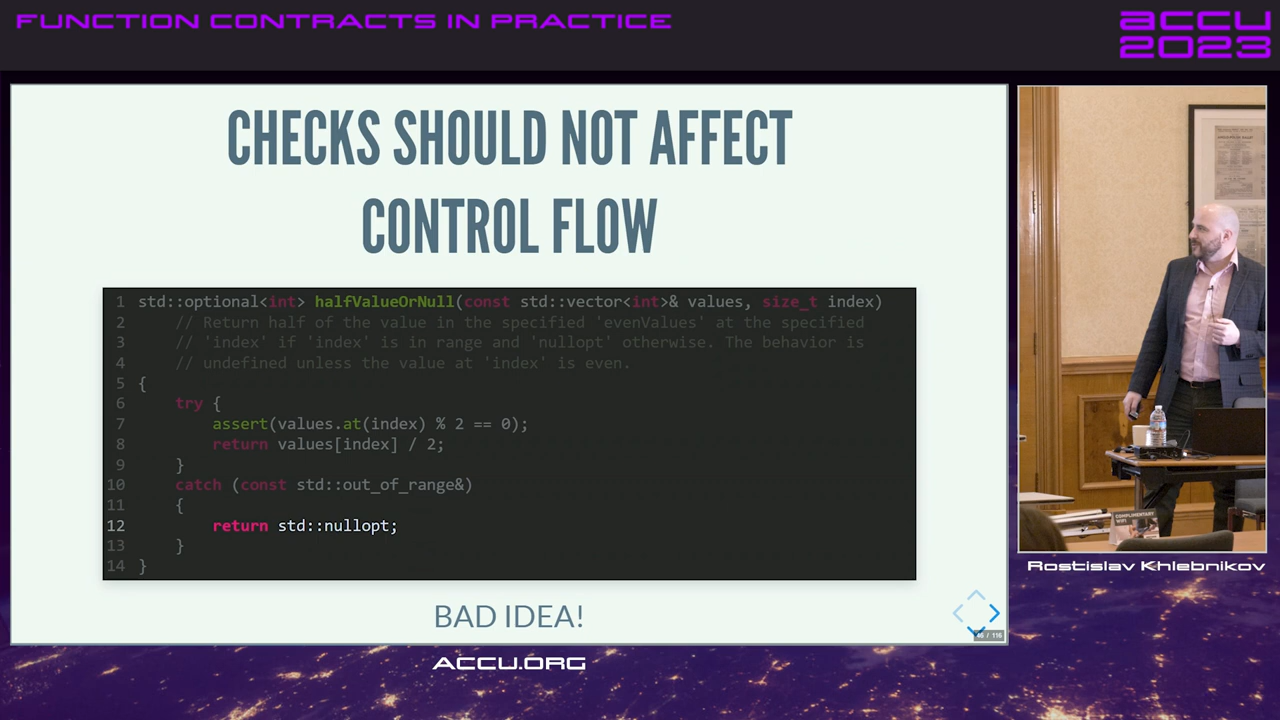 FUNCTION CONTRACTS IN PRACTICE
accu
2023
CHECKS SHOULD NOT AFFECT
CONTROL FLOW
1 std::optional<int> halfValueOrNull(const std::vector<int>& values, size_t index)
2 // Return half of the value in the specified 'evenValues' at the specified
3 // 'index' if 'index' is in range and 'nullopt' otherwise. The behavior is
4 // undefined unless the value at 'index' is even.
5 {
6 try {
7 assert(values.at(index) % 2 == 0);
8 return values[index] / 2;
9 }
10 catch (const std::out_of_range&)
11 {
12 return std::nullopt;
13 }
14 }
BAD IDEA!
/ 116
COMPLIMENTARY
WIFI
Rostislav Khlebnikov
ACCU.ORG